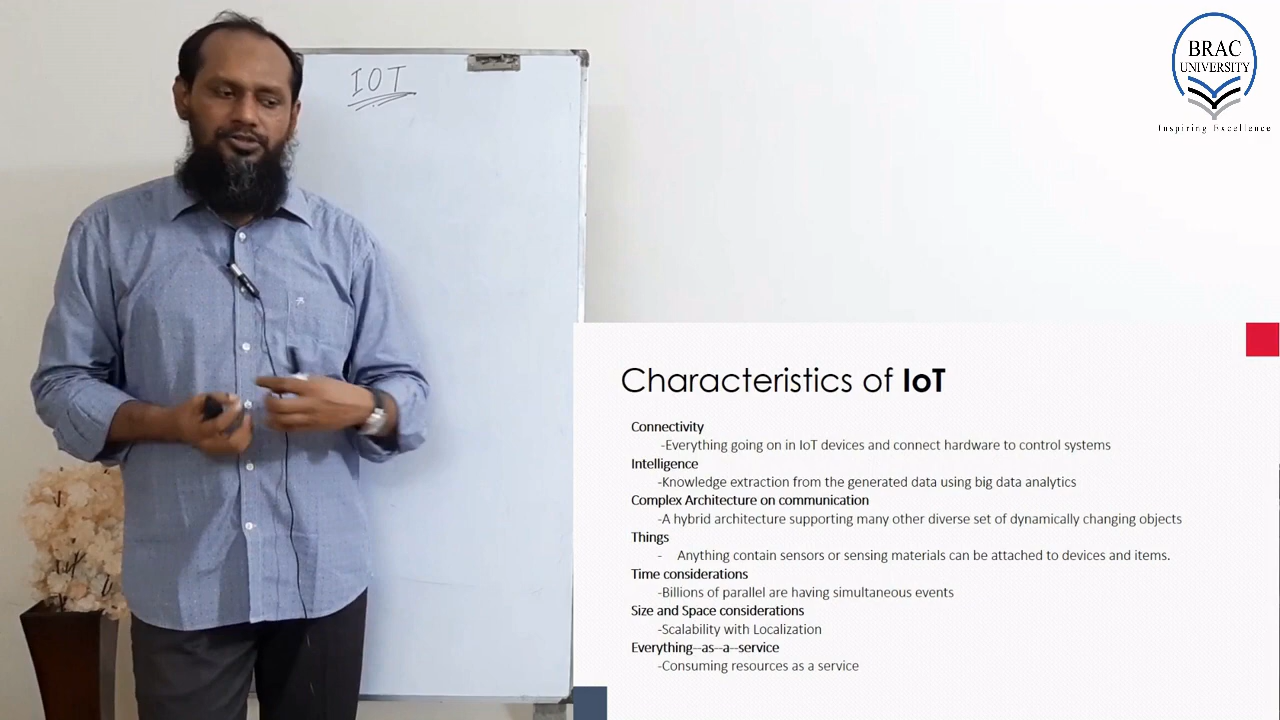 IOT
BRAC
UNIVERSITY
Inspiring Excellence
Characteristics of IoT
Connectivity
-Everything going on in IoT devices and connect hardware to control systems
Intelligence
-Knowledge extraction from the generated data using big data analytics
Complex Architecture on communication
-A hybrid architecture supporting many other diverse set of dynamically changing objects
Things
- Anything contain sensors or sensing materials can be attached to devices and items.
Time considerations
-Billions of parallel are having simultaneous events
Size and Space considerations
-Scalability with Localization
Everything--as--a--service
-Consuming resources as a service